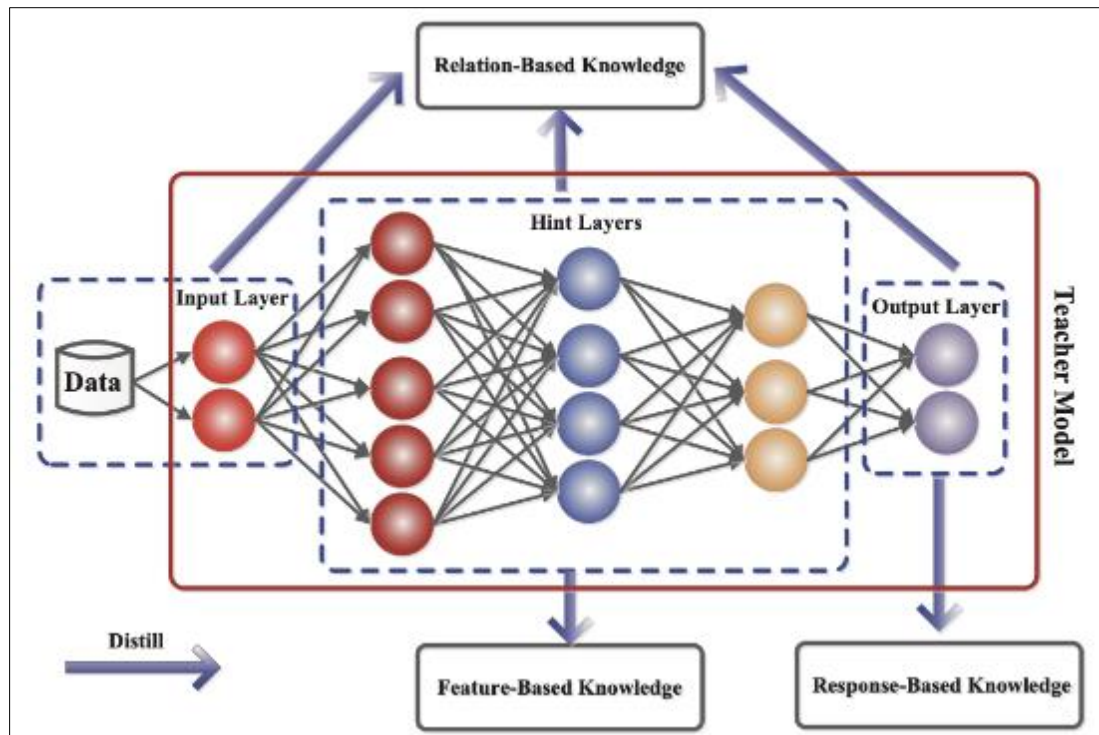 Relation-Based Knowledge
Hint Layers
Input Layer
Output Layer
Data
Teacher Model
Distill
Feature-Based Knowledge
Response-Based Knowledge